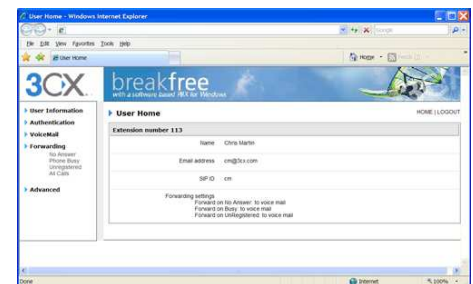 User Home - Windows Internet Explorer
File Edit View Favorites Tools Help
User Home
Home
3CX
breakfree
with a software based PBX for Windows
User Information
Authentication
VoiceMail
Forwarding
No Answer
Phone Busy
Unregistered
All Calls
Advanced
User Home
HOME | LOGOUT
Extension number 113
Name Chris Martin
Email address cm@3cx.com
SIP ID cm
Forwarding settings
Forward on No Answer: to voice mail
Forward on Busy: to voice mail
Forward on UnRegistered: to voice mail
Done
Internet
100%